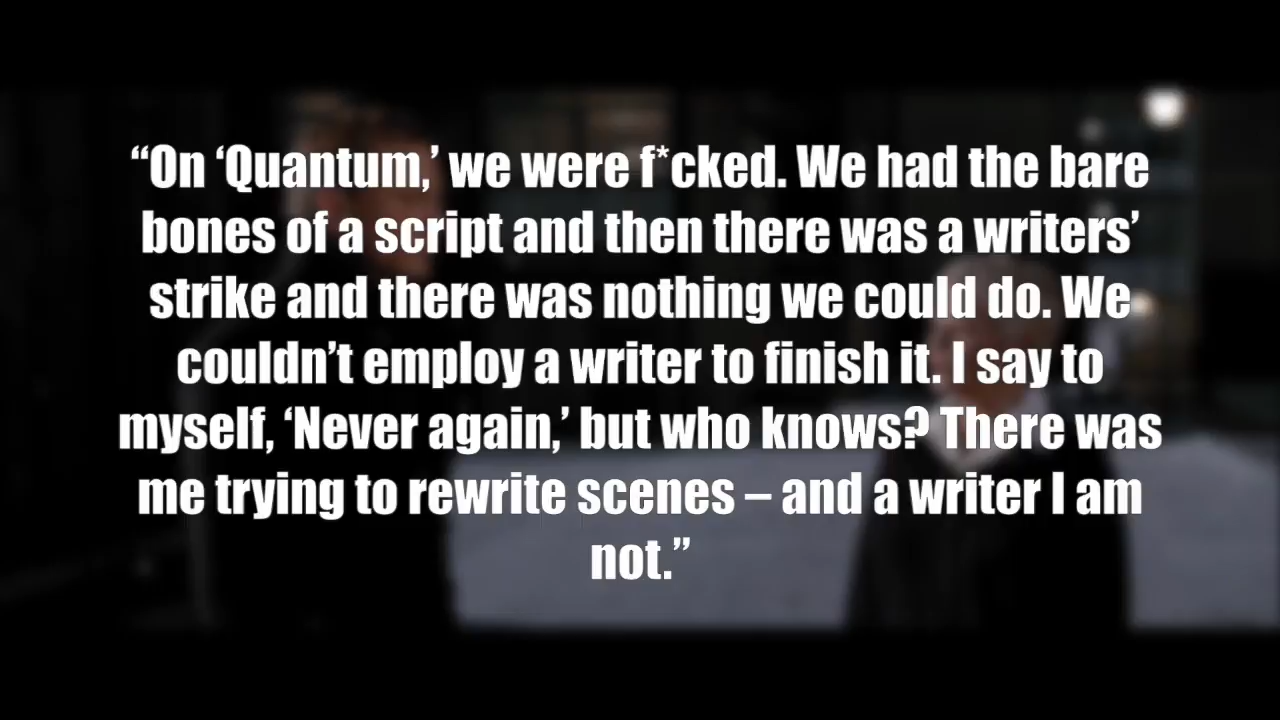 “On ‘Quantum,’ we were f*cked. We had the bare
bones of a script and then there was a writers’
strike and there was nothing we could do. We
couldn’t employ a writer to finish it. I say to
myself, ‘Never again,’ but who knows? There was
me trying to rewrite scenes – and a writer I am
not.”